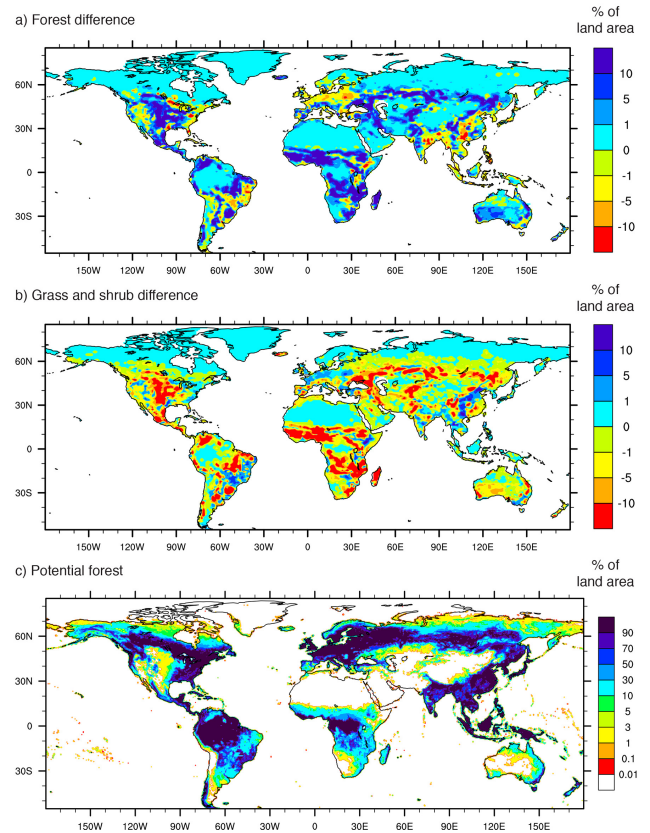 a) Forest difference
% of
land area
60N
30N
0
30S
150W 120W 90W 60W 30W 0 30E 60E 90E 120E 150E
10
5
1
0
-1
-5
-10
b) Grass and shrub difference
% of
land area
60N
30N
0
30S
150W 120W 90W 60W 30W 0 30E 60E 90E 120E 150E
10
5
1
0
-1
-5
-10
c) Potential forest
% of
land area
60N
30N
0
30S
150W 120W 90W 60W 30W 0 30E 60E 90E 120E 150E
90
70
50
30
10
5
3
1
0.1
0.01